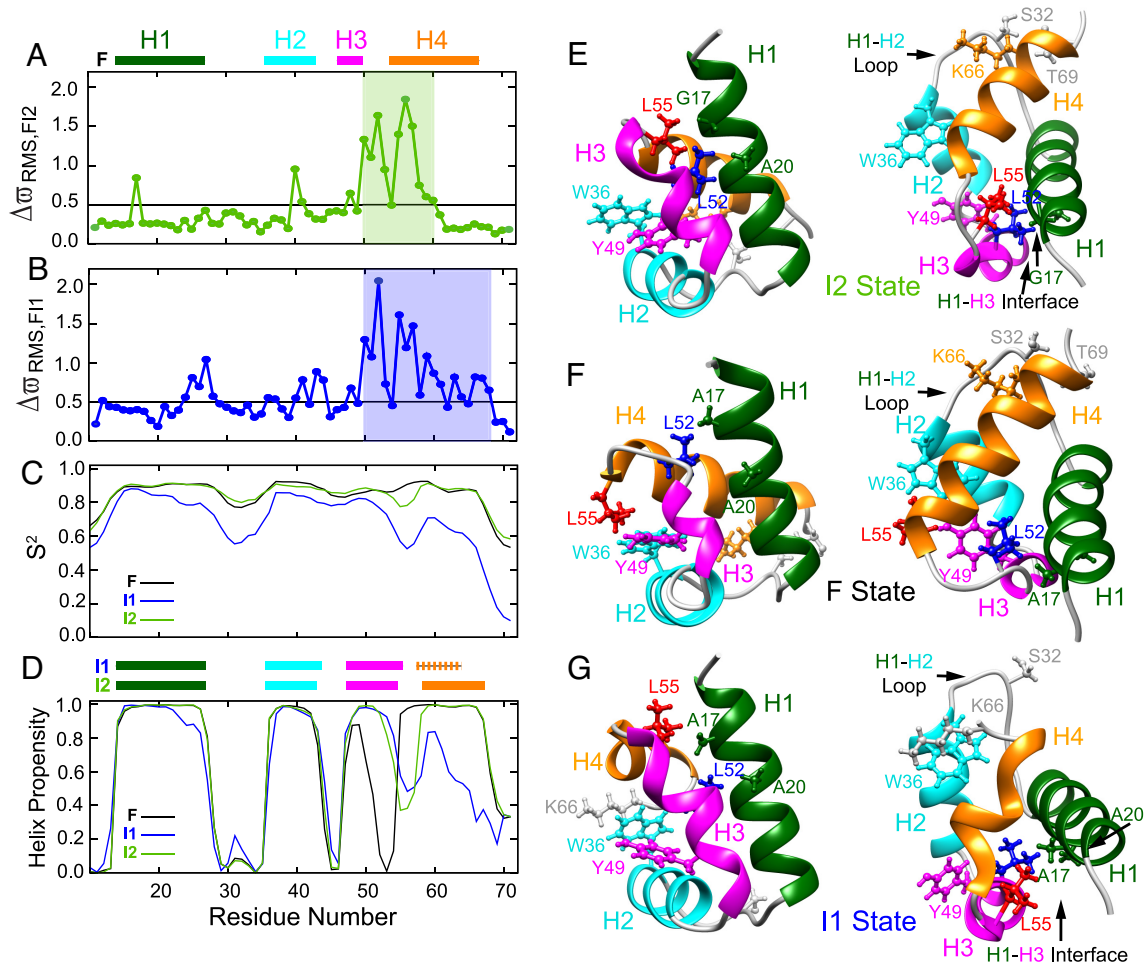 A
F
H1
H2
H3
H4
Δϖ RMS,FI2
2.0
1.5
1.0
0.5
0.0
B
Δϖ RMS,FI1
2.0
1.5
1.0
0.5
0.0
C
S²
1.0
0.8
0.6
0.4
0.2
0.0
F
I1
I2
D
I1
I2
Helix Propensity
1.0
0.8
0.6
0.4
0.2
0.0
F
I1
I2
20
30
40
50
60
70
Residue Number
E
H1
G17
L55
H3
A20
W36
L52
Y49
H2
S32
H1-H2
Loop
K66
T69
H4
W36
H2
L55
L52
Y49
H3
H1
G17
I2 State
H1-H3 Interface
F
H1
A17
H4
L52
A20
L55
W36
Y49
H3
H2
S32
K66
T69
H1-H2
Loop
H4
H2
W36
L55
L52
Y49
A17
H3
H1
F State
G
L55
H1
A17
H4
L52
A20
K66
H3
W36
Y49
H2
S32
H1-H2
Loop
K66
H4
W36
A20
H2
A17
H1
Y49
L55
H3
I1 State
H1-H3 Interface